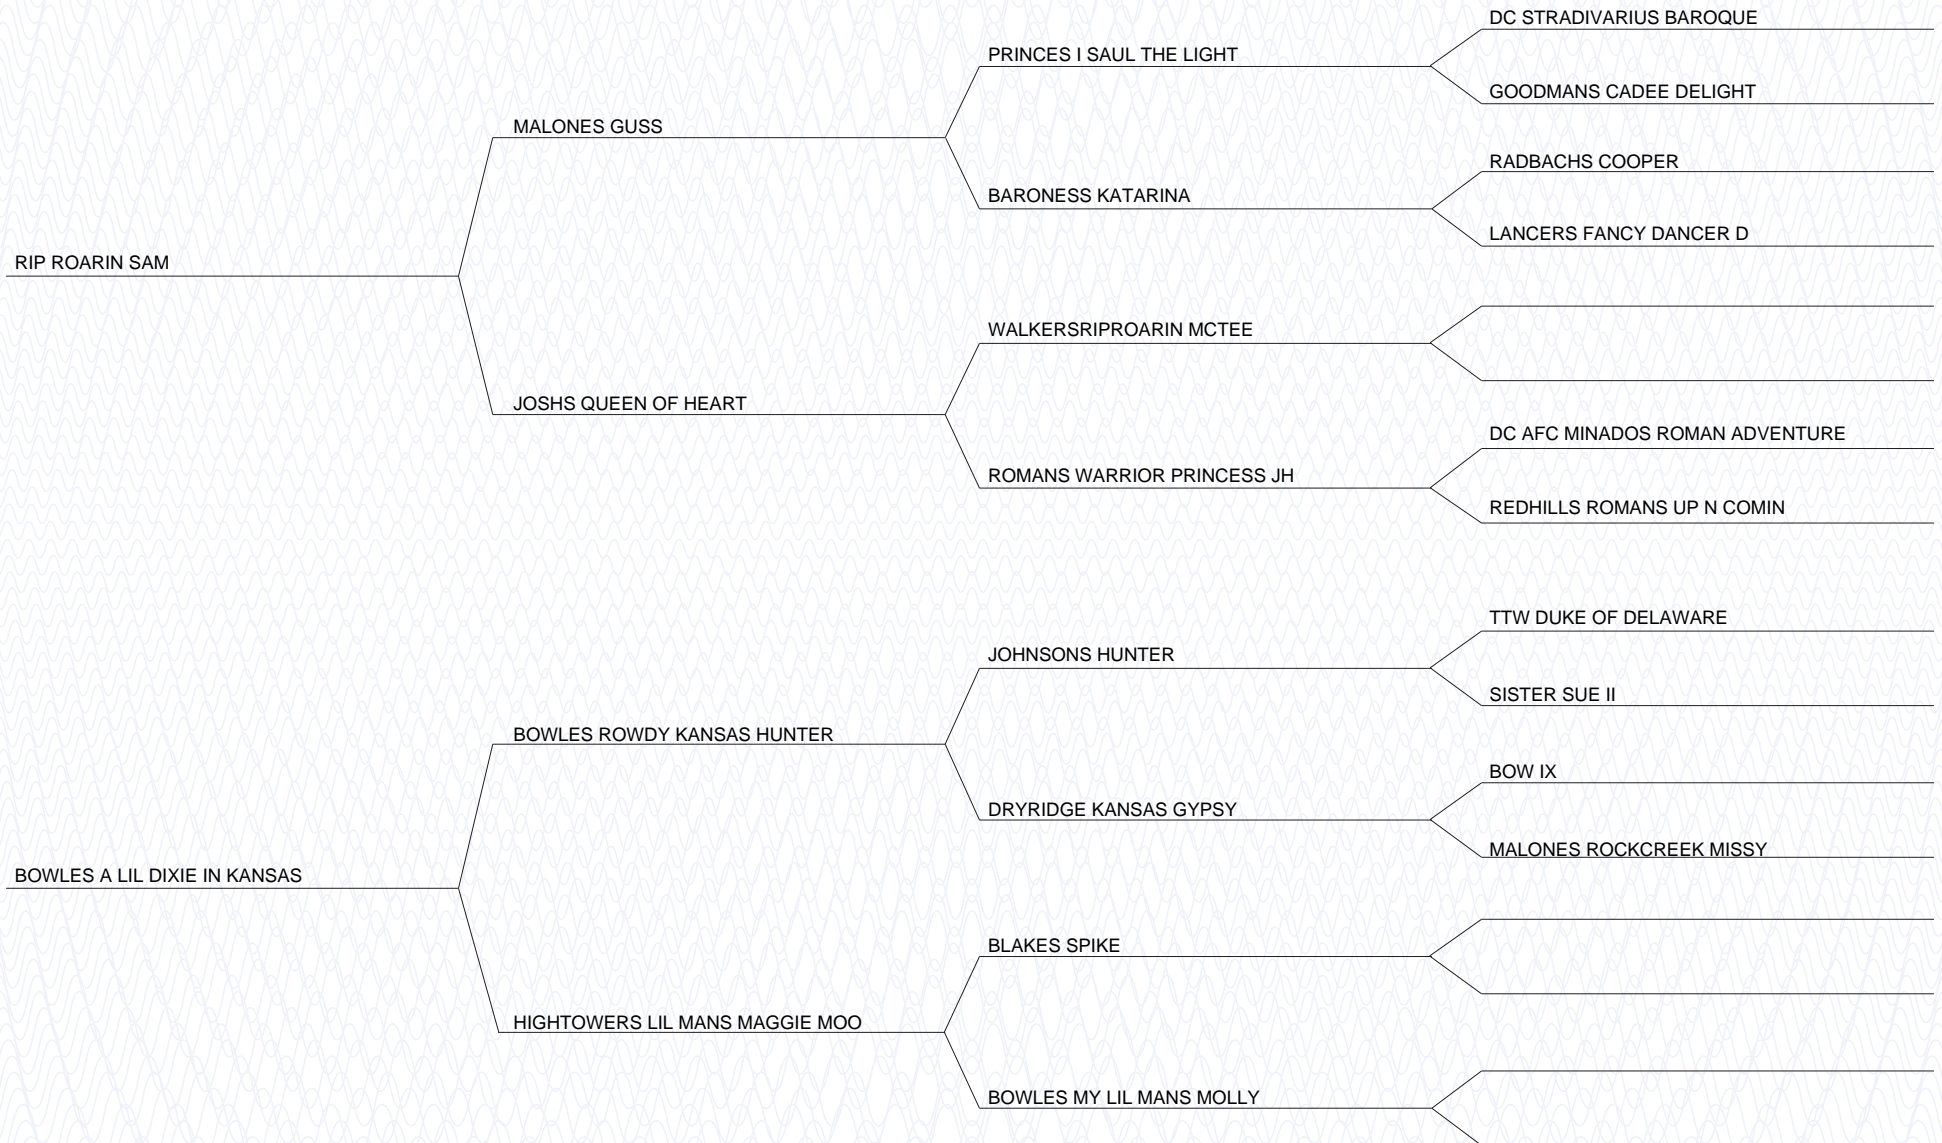 DC STRADIVARIUS BAROQUE
PRINCES I SAUL THE LIGHT
GOODMANS CADEE DELIGHT
MALONES GUSS
RADBACHS COOPER
BARONESS KATARINA
LANCERS FANCY DANCER D
RIP ROARIN SAM
WALKERSRIPROARIN MCTEE
JOSHS QUEEN OF HEART
DC AFC MINADOS ROMAN ADVENTURE
ROMANS WARRIOR PRINCESS JH
REDHILLS ROMANS UP N COMIN
TTW DUKE OF DELAWARE
JOHNSONS HUNTER
SISTER SUE II
BOWLES ROWDY KANSAS HUNTER
BOW IX
DRYRIDGE KANSAS GYPSY
MALONES ROCKCREEK MISSY
BOWLES A LIL DIXIE IN KANSAS
BLAKES SPIKE
HIGHTOWERS LIL MANS MAGGIE MOO
BOWLES MY LIL MANS MOLLY